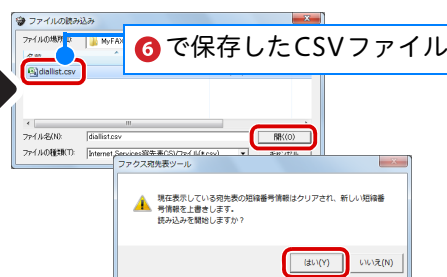 ファイルの読み込み
ファイルの場所(I):
MyFAX
❻で保存したCSVファイル
diallist.csv
ファイル名(N):
diallist.csv
開く(O)
ファイルの種類(T):
Internet Services宛先表(CSV)ファイル(*.csv)
キャンセル
ファクス宛先表ツール
現在表示している宛先表の短縮番号情報はクリアされ、新しい短縮番
号情報を上書きします。
読み込みを開始しますか？
はい(Y)
いいえ(N)